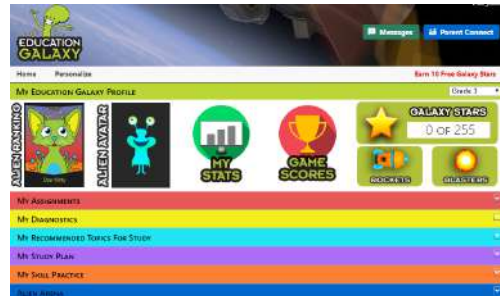 EDUCATION
GALAXY
Messages
Parent Connect
Home Personalize
Earn 10 Free Galaxy Stars
MY EDUCATION GALAXY PROFILE
Grade 3
ALIEN RANKING
ALIEN AVATAR
MY
STATS
GAME
SCORES
GALAXY STARS
0 OF 255
ROCKETS
BLASTERS
MY ASSIGNMENTS
MY DIAGNOSTICS
MY RECOMMENDED TOPICS FOR STUDY
MY STUDY PLAN
MY SKILL PRACTICE
ALIEN ARENA